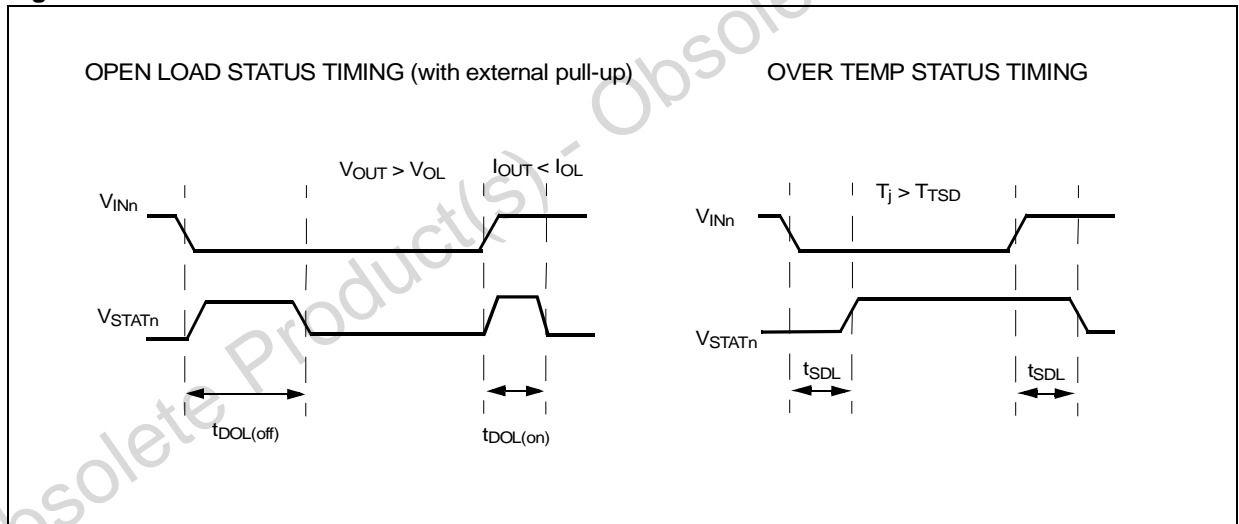 OPEN LOAD STATUS TIMING (with external pull-up)
VOUT > VOL
IOUT < IOL
VINn
VSTATn
tDOL(off)
tDOL(on)
OVER TEMP STATUS TIMING
Tj > TTSD
VINn
VSTATn
tSDL
tSDL
obsolete Product(s) - Obsole